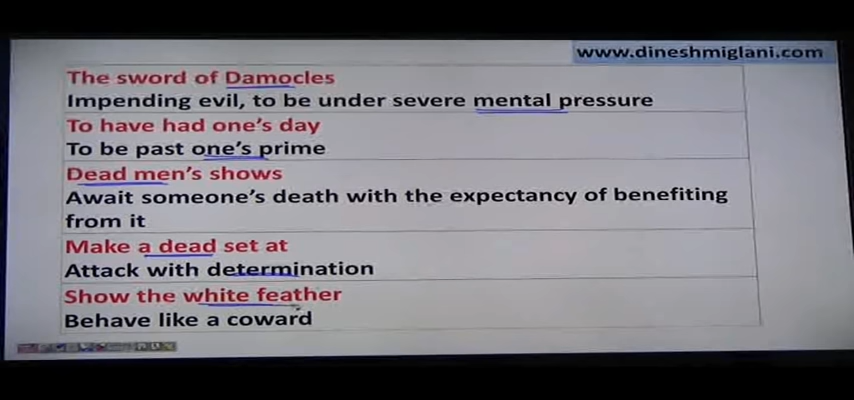 www.dineshmiglani.com
The sword of Damocles
Impending evil, to be under severe mental pressure
To have had one's day
To be past one's prime
Dead men's shows
Await someone's death with the expectancy of benefiting
from it
Make a dead set at
Attack with determination
Show the white feather
Behave like a coward